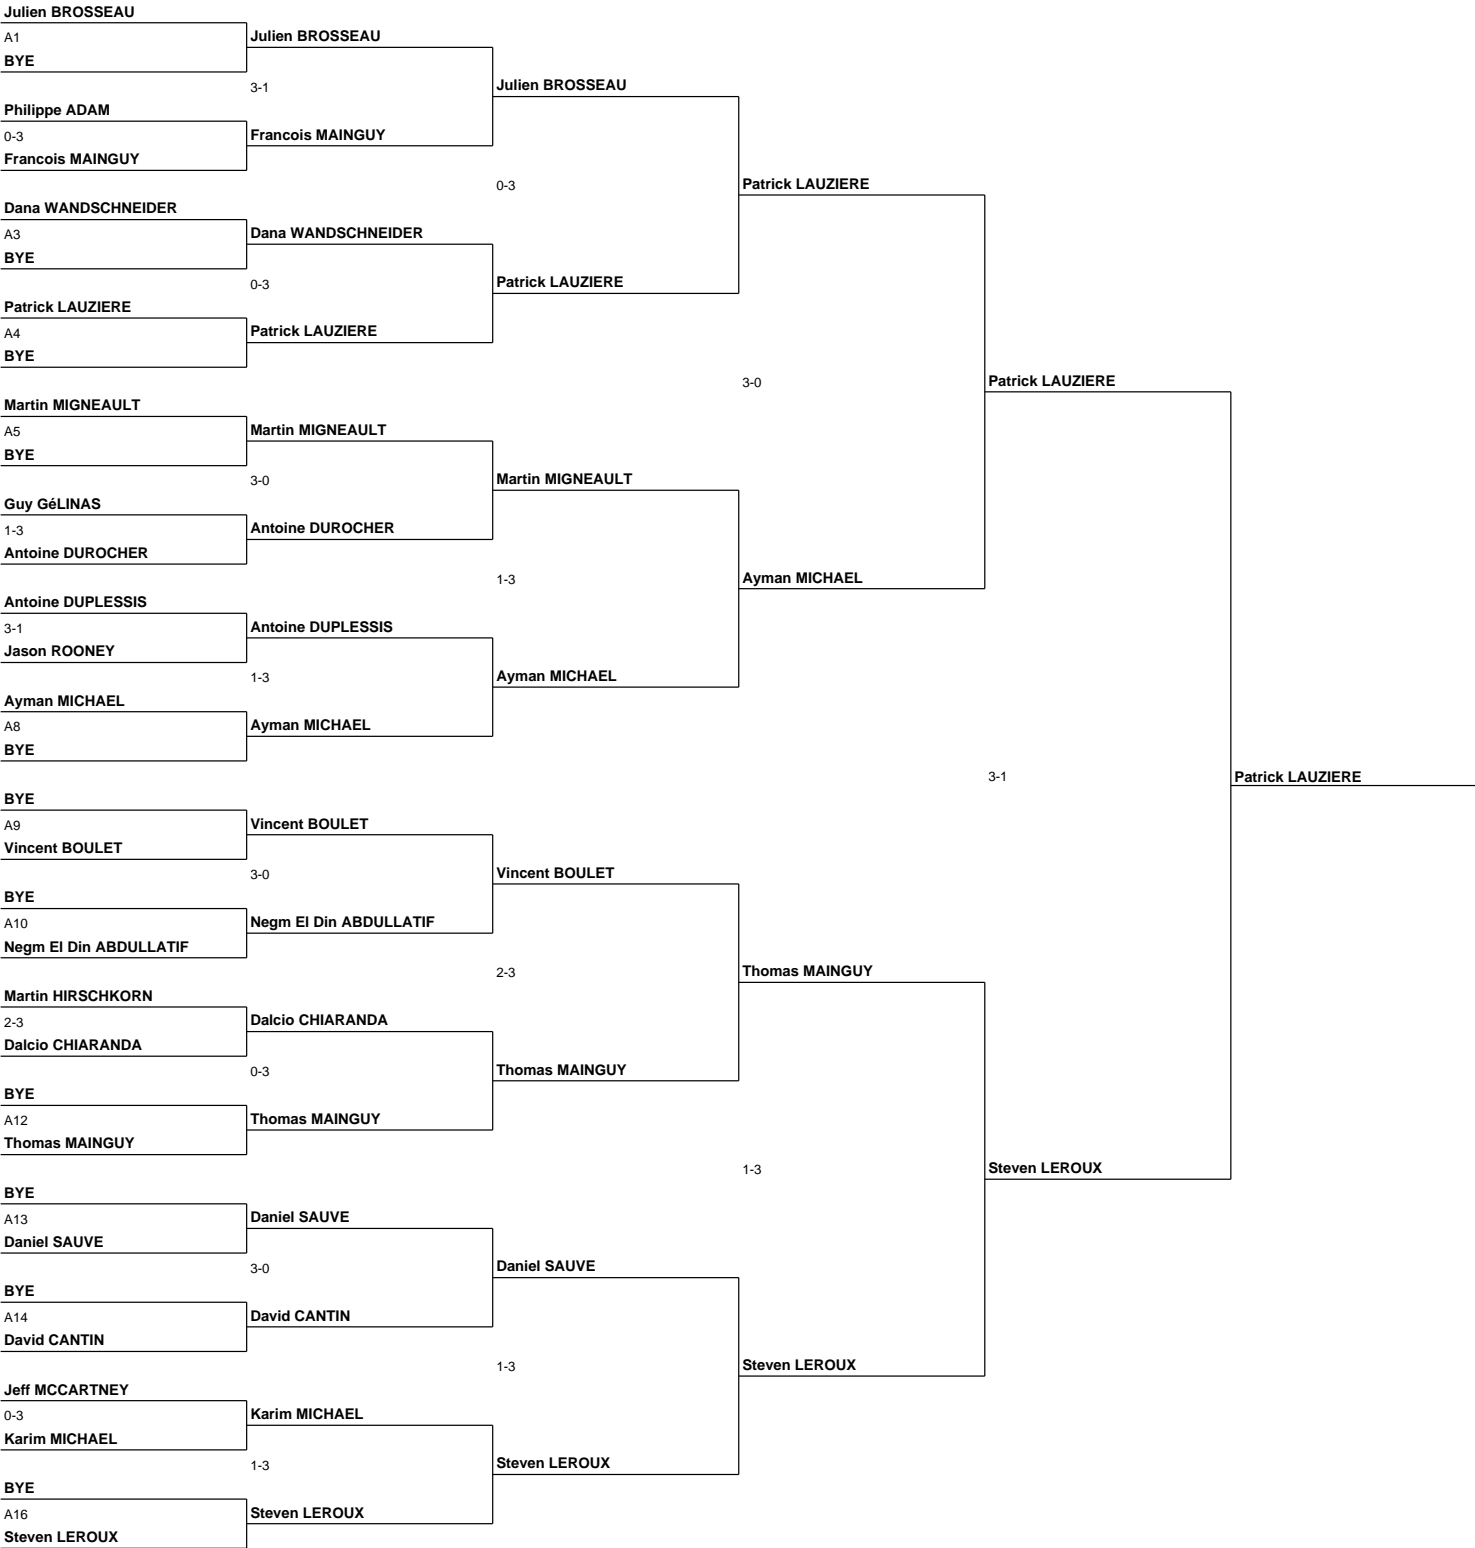 Julien BROSSEAU
A1
Julien BROSSEAU
BYE
3-1
Julien BROSSEAU
Philippe ADAM
0-3
Francois MAINGUY
Francois MAINGUY
0-3
Patrick LAUZIERE
Dana WANDSCHNEIDER
A3
Dana WANDSCHNEIDER
BYE
0-3
Patrick LAUZIERE
Patrick LAUZIERE
A4
Patrick LAUZIERE
BYE
3-0
Patrick LAUZIERE
Martin MIGNEAULT
A5
Martin MIGNEAULT
BYE
3-0
Martin MIGNEAULT
Guy GéLINAS
1-3
Antoine DUROCHER
Antoine DUROCHER
1-3
Ayman MICHAEL
Antoine DUPLESSIS
3-1
Antoine DUPLESSIS
Jason ROONEY
1-3
Ayman MICHAEL
Ayman MICHAEL
A8
Ayman MICHAEL
BYE
3-1
Patrick LAUZIERE
BYE
A9
Vincent BOULET
Vincent BOULET
3-0
Vincent BOULET
BYE
A10
Negm El Din ABDULLATIF
Negm El Din ABDULLATIF
2-3
Thomas MAINGUY
Martin HIRSCHKORN
2-3
Dalcio CHIARANDA
Dalcio CHIARANDA
0-3
Thomas MAINGUY
BYE
A12
Thomas MAINGUY
Thomas MAINGUY
1-3
Steven LEROUX
BYE
A13
Daniel SAUVE
Daniel SAUVE
3-0
Daniel SAUVE
BYE
A14
David CANTIN
David CANTIN
1-3
Steven LEROUX
Jeff MCCARTNEY
0-3
Karim MICHAEL
Karim MICHAEL
1-3
Steven LEROUX
BYE
A16
Steven LEROUX
Steven LEROUX